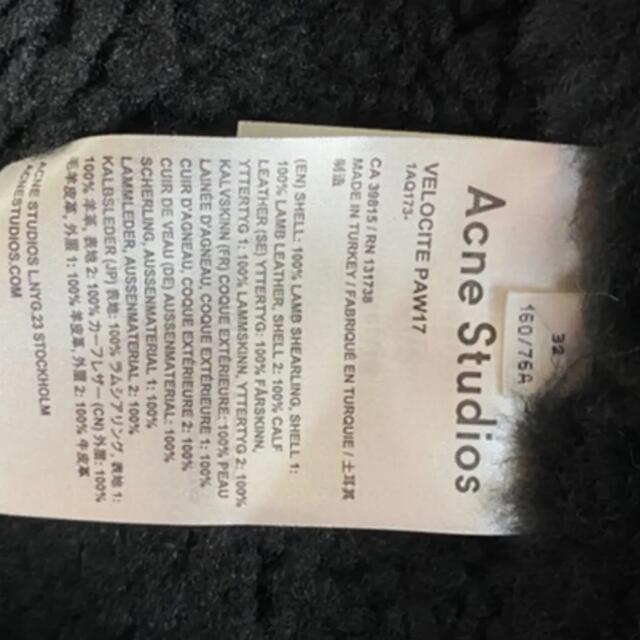 32
160/76A
Acne Studios
VELOCITE PAW17
1AQ173-
CA 39815 / RN 131738
MADE IN TURKEY / FABRIQUÉ EN TURQUIE / 土耳其
制造
(EN) SHELL: 100% LAMB SHEARLING, SHELL 1:
100% LAMB LEATHER, SHELL 2: 100% CALF
LEATHER (SE) YTTERTYG: 100% FÅRSKINN,
YTTERTYG 1: 100% LAMMSKINN, YTTERTYG 2: 100%
KALVSKINN (FR) COQUE EXTÉRIEURE: 100% PEAU
LAINÉE D'AGNEAU, COQUE EXTÉRIEURE 1: 100%
CUIR D'AGNEAU, COQUE EXTÉRIEURE 2: 100%
CUIR DE VEAU (DE) AUSSENMATERIAL: 100%
SCHERLING, AUSSENMATERIAL 1: 100%
LAMMLEDER, AUSSENMATERIAL 2: 100%
KALBSLEDER (JP) 表地: 100% ラムシアリング, 表地 1:
100% 羊革, 表地 2: 100% カーフレザー (CN) 外層: 100%
毛羊皮革, 外層 1: 100% 羊皮革, 外層 2: 100% 牛皮革
ACNE STUDIOS L.NYG.23 STOCKHOLM
ACNESTUDIOS.COM